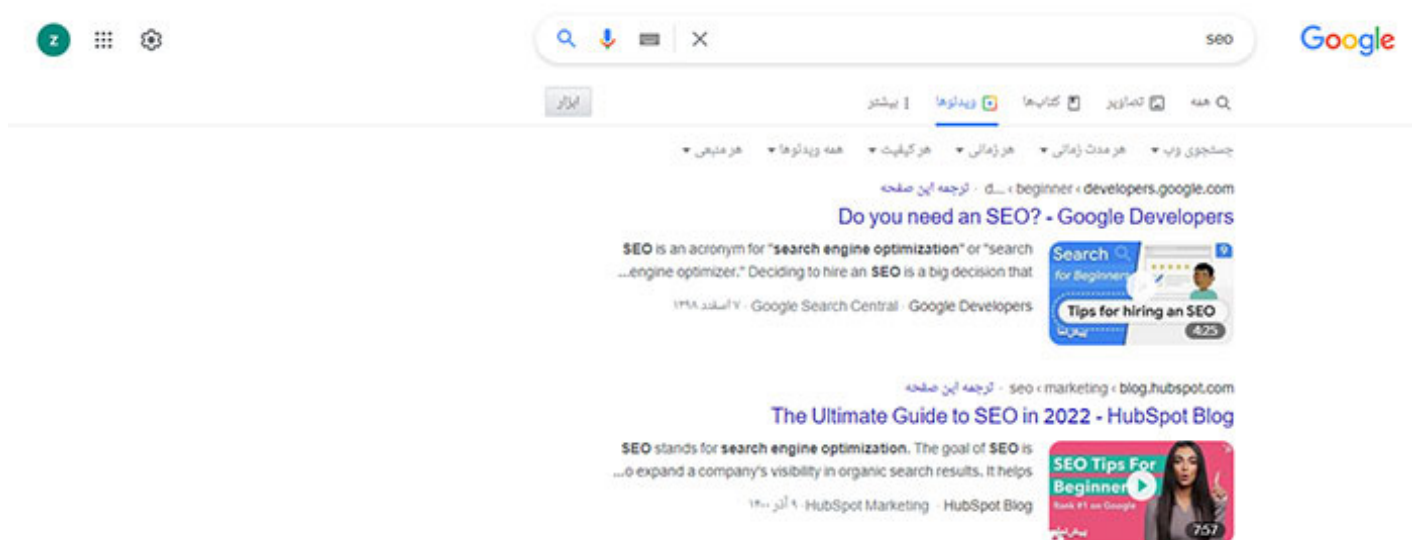 Google
seo
Z
همه تصاویر کتاب‌ها ویدئوها بیشتر
ابزار
جستجوی وب هر مدت زمانی هر زمانی هر کیفیت همه ویدئوها هر منبعی
developers.google.com › beginner › d... · ترجمه این صفحه
Do you need an SEO? - Google Developers
SEO is an acronym for "search engine optimization" or "search
...engine optimizer." Deciding to hire an SEO is a big decision that
Google Developers · Google Search Central · ۷ اسفند ۱۳۹۸
Search
for Beginners
9
Tips for hiring an SEO
4:25
blog.hubspot.com › marketing › seo · ترجمه این صفحه
The Ultimate Guide to SEO in 2022 - HubSpot Blog
SEO stands for search engine optimization. The goal of SEO is
...o expand a company's visibility in organic search results. It helps
HubSpot Blog · HubSpot Marketing · ۹ آذر ۱۴۰۰
SEO Tips For
Beginner
Rank #1 on Google
7:57